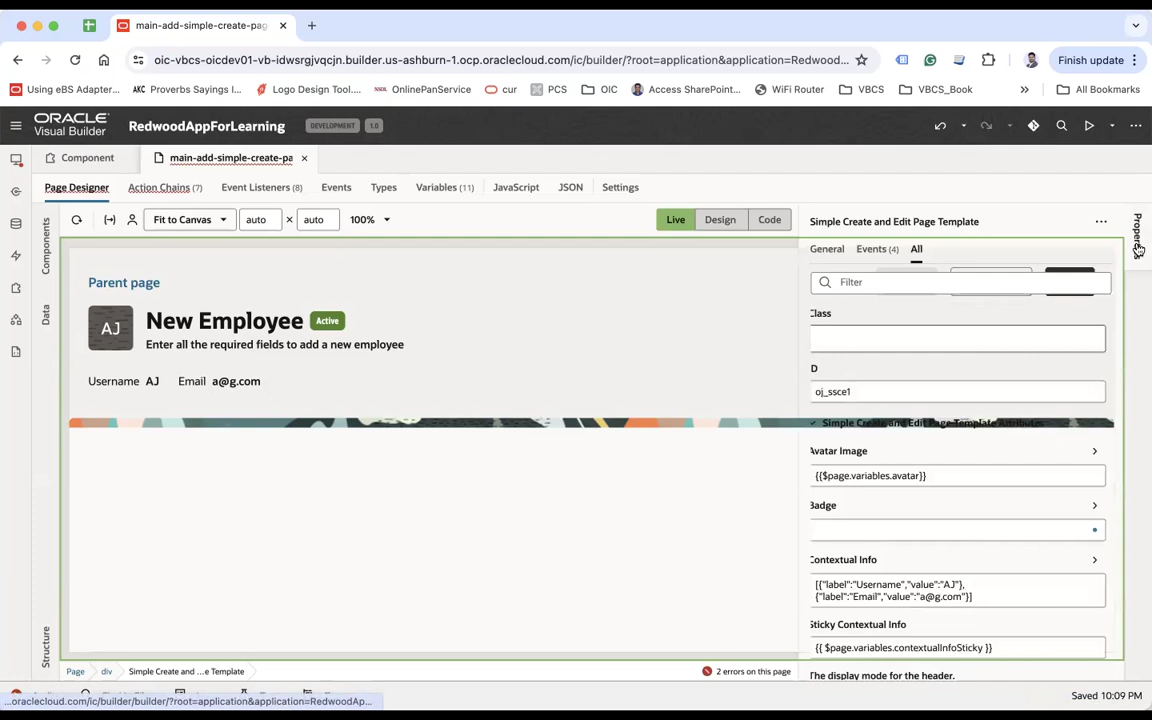 main-add-simple-create-pag
oic-vbcs-oicdev01-vb-idwsrgjvqcjn.builder.us-ashburn-1.ocp.oraclecloud.com/ic/builder/?root=application&application=Redwood...
Finish update
Using eBS Adapter...
AKC Proverbs Sayings I...
Logo Design Tool....
OnlinePanService
cur
PCS
OIC
Access SharePoint...
WiFi Router
VBCS
VBCS_Book
All Bookmarks
ORACLE
Visual Builder
RedwoodAppForLearning
DEVELOPMENT
1.0
Component
main-add-simple-create-pa
Page Designer
Action Chains (7)
Event Listeners (8)
Events
Types
Variables (11)
JavaScript
JSON
Settings
Fit to Canvas
auto
×
auto
100%
Live
Design
Code
Simple Create and Edit Page Template
Components
Data
Structure
General
Events (4)
All
Filter
Parent page
AJ
New Employee
Active
Enter all the required fields to add a new employee
Username AJ Email a@g.com
Class
ID
oj_ssce1
Simple Create and Edit Page Template Attributes
Avatar Image
{{$page.variables.avatar}}
Badge
Contextual Info
[{"label":"Username","value":"AJ"},
{"label":"Email","value":"a@g.com"}]
Sticky Contextual Info
{{ $page.variables.contextualInfoSticky }}
The display mode for the header.
Page
div
Simple Create and ...e Template
2 errors on this page
...oraclecloud.com/ic/builder/builder/?root=application&application=RedwoodAp...
Saved 10:09 PM